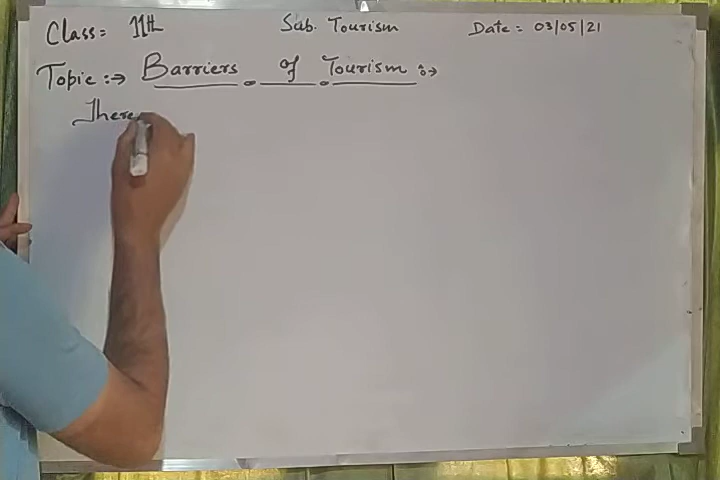 Class = 11th Sub. Tourism Date : 03/05/21
Topic :→ Barriers of Tourism :→
There